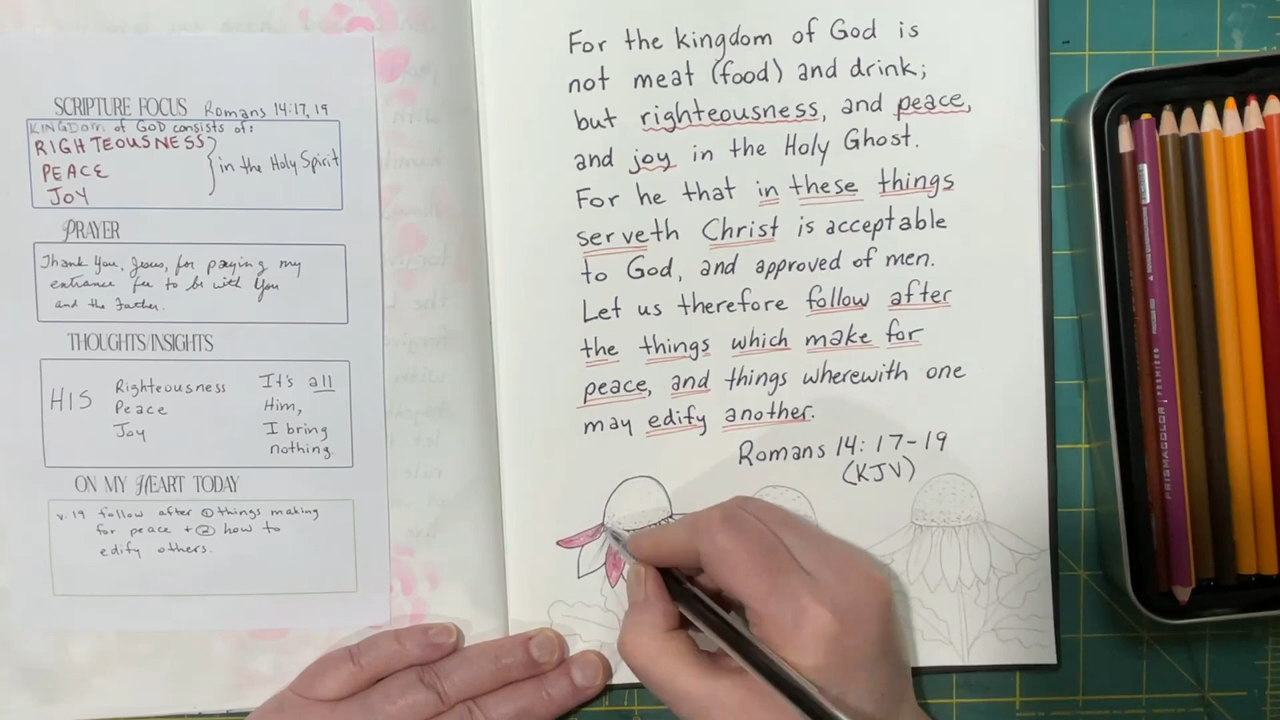 SCRIPTURE FOCUS Romans 14:17, 19
KINGDOM of GOD consists of:
RIGHTEOUSNESS
PEACE
JOY
in the Holy Spirit
PRAYER
Thank You, Jesus, for paying my
entrance fee to be with You
and the Father.
THOUGHTS/INSIGHTS
HIS
Righteousness
Peace
Joy
It's all
Him,
I bring
nothing.
ON MY HEART TODAY
v.19 follow after ① things making
for peace + ② how to
edify others.
For the kingdom of God is
not meat (food) and drink;
but righteousness, and peace,
and joy in the Holy Ghost.
For he that in these things
serveth Christ is acceptable
to God, and approved of men.
Let us therefore follow after
the things which make for
peace, and things wherewith one
may edify another.
Romans 14: 17-19
(KJV)
PRISMACOLOR PREMIER